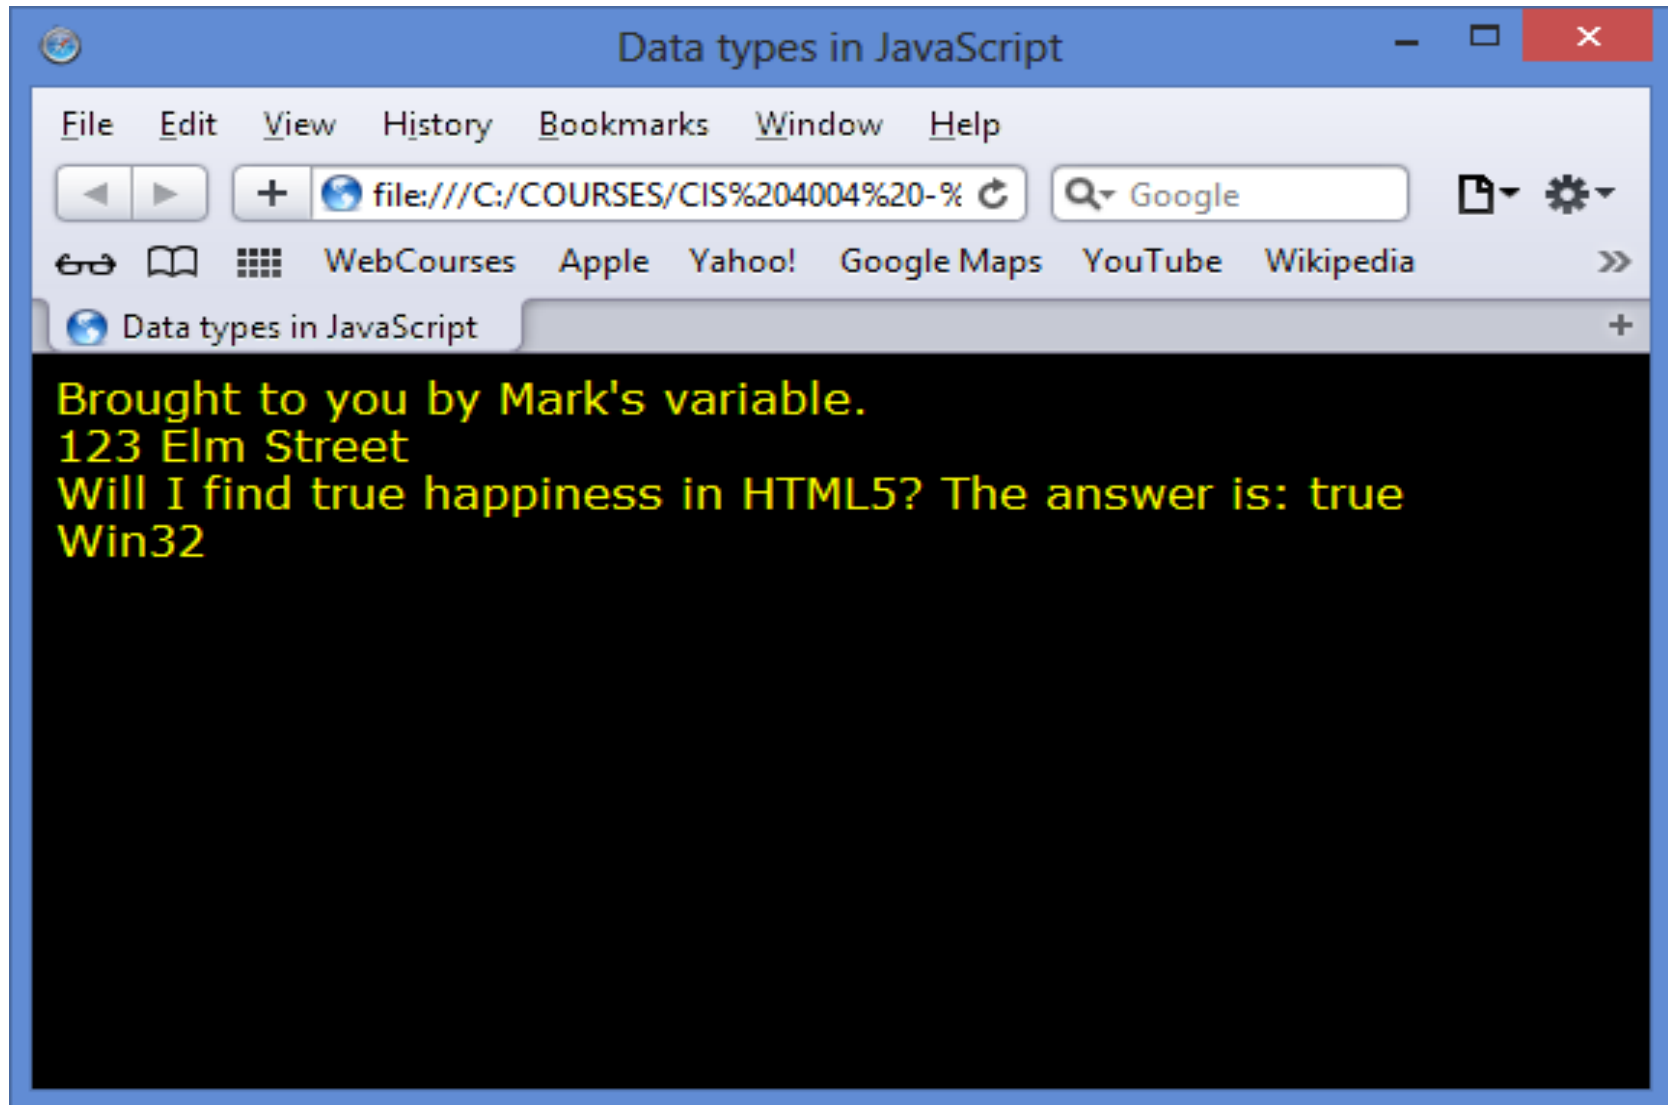 Data types in JavaScript
File Edit View History Bookmarks Window Help
file:///C:/COURSES/CIS%204004%20-% Google
WebCourses Apple Yahoo! Google Maps YouTube Wikipedia
Data types in JavaScript
Brought to you by Mark's variable.
123 Elm Street
Will I find true happiness in HTML5? The answer is: true
Win32